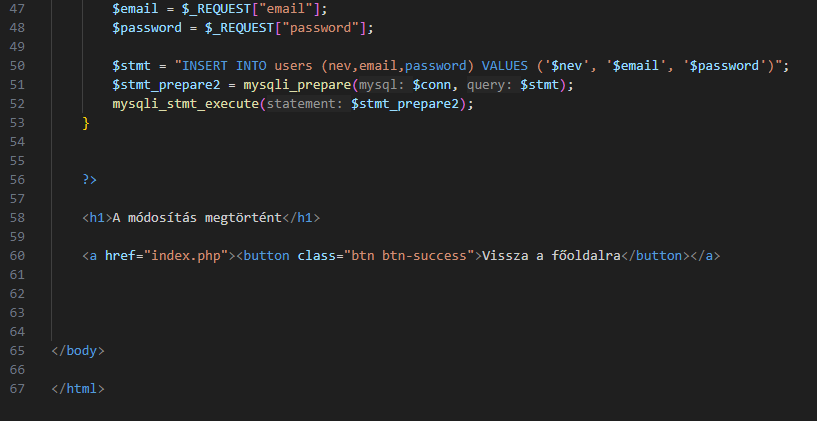 47 $email = $_REQUEST["email"];
48 $password = $_REQUEST["password"];
49
50 $stmt = "INSERT INTO users (nev,email,password) VALUES ('$nev', '$email', '$password')";
51 $stmt_prepare2 = mysqli_prepare(mysql: $conn, query: $stmt);
52 mysqli_stmt_execute(statement: $stmt_prepare2);
53 }
54
55
56 ?>
57
58 <h1>A módosítás megtörtént</h1>
59
60 <a href="index.php"><button class="btn btn-success">Vissza a főoldalra</button></a>
61
62
63
64
65 </body>
66
67 </html>